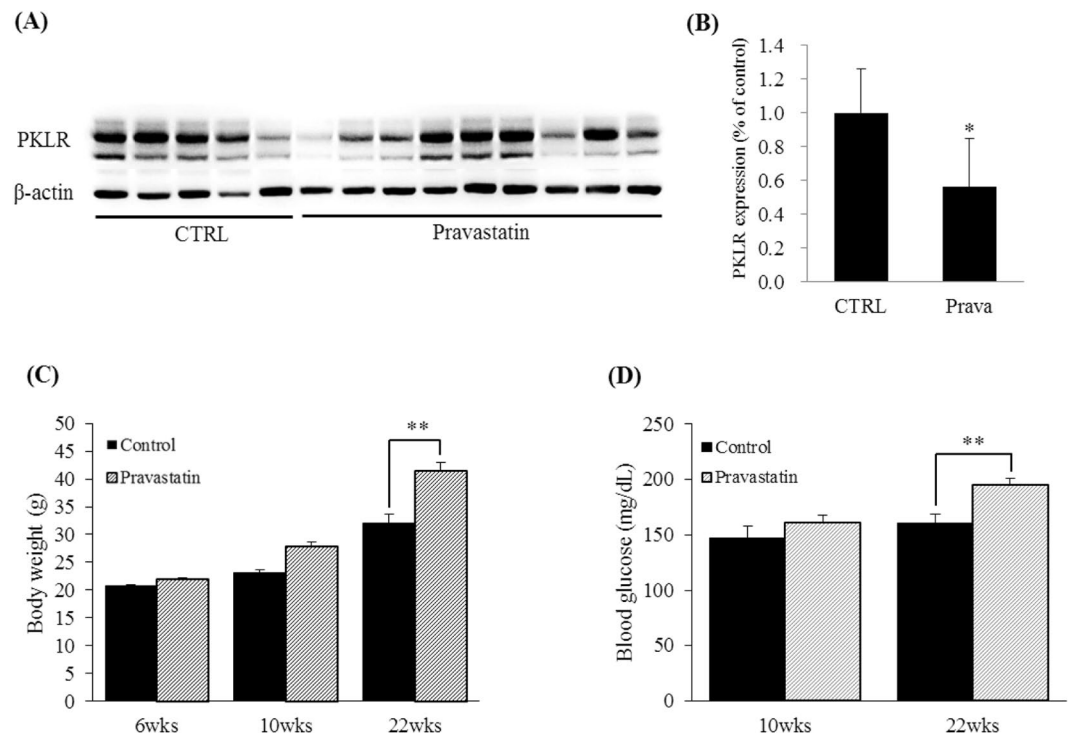 (A)
PKLR
β-actin
CTRL
Pravastatin
(B)
PKLR expression (% of control)
1.4
1.2
1.0
0.8
0.6
0.4
0.2
0.0
*
CTRL
Prava
(C)
Body weight (g)
50
45
40
35
30
25
20
15
10
5
0
Control
Pravastatin
**
6wks
10wks
22wks
(D)
Blood glucose (mg/dL)
250
200
150
100
50
0
Control
Pravastatin
**
10wks
22wks